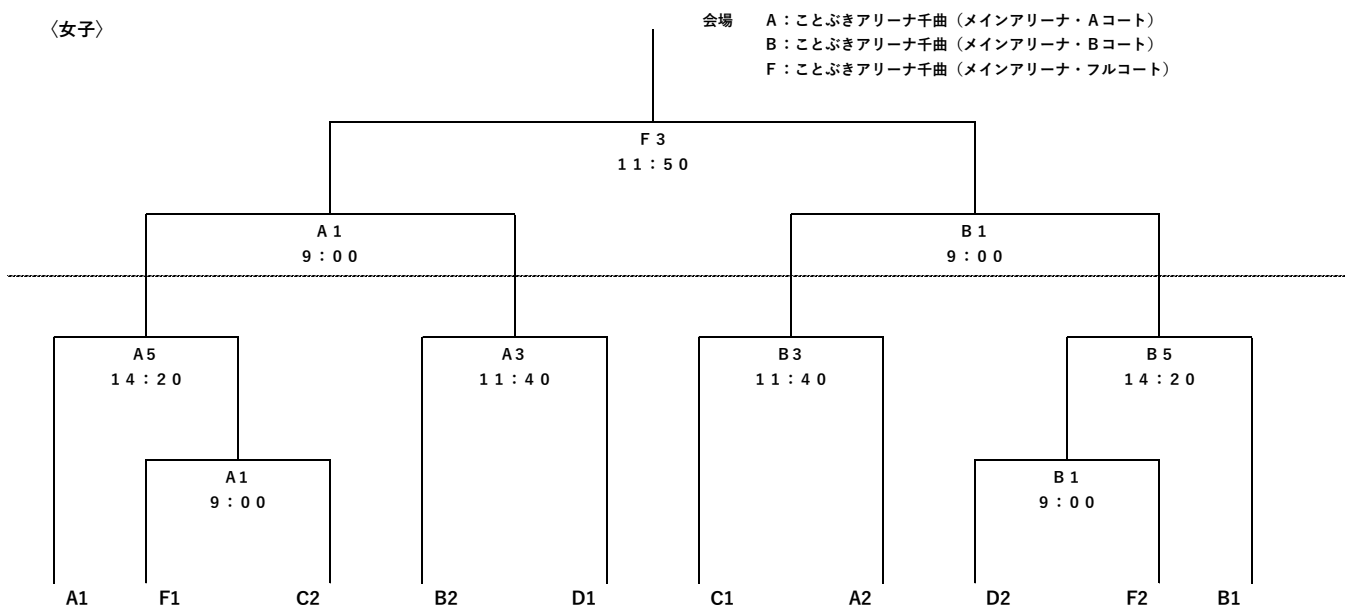 〈女子〉
会場　Ａ：ことぶきアリーナ千曲（メインアリーナ・Ａコート）
Ｂ：ことぶきアリーナ千曲（メインアリーナ・Ｂコート）
Ｆ：ことぶきアリーナ千曲（メインアリーナ・フルコート）
Ｆ３
１１：５０
Ａ１　Ｂ１
９：００　９：００
Ａ５　Ａ３　Ｂ３　Ｂ５
１４：２０　１１：４０　１１：４０　１４：２０
Ａ１　Ｂ１
９：００　９：００
A1　F1　C2　B2　D1　C1　A2　D2　F2　B1